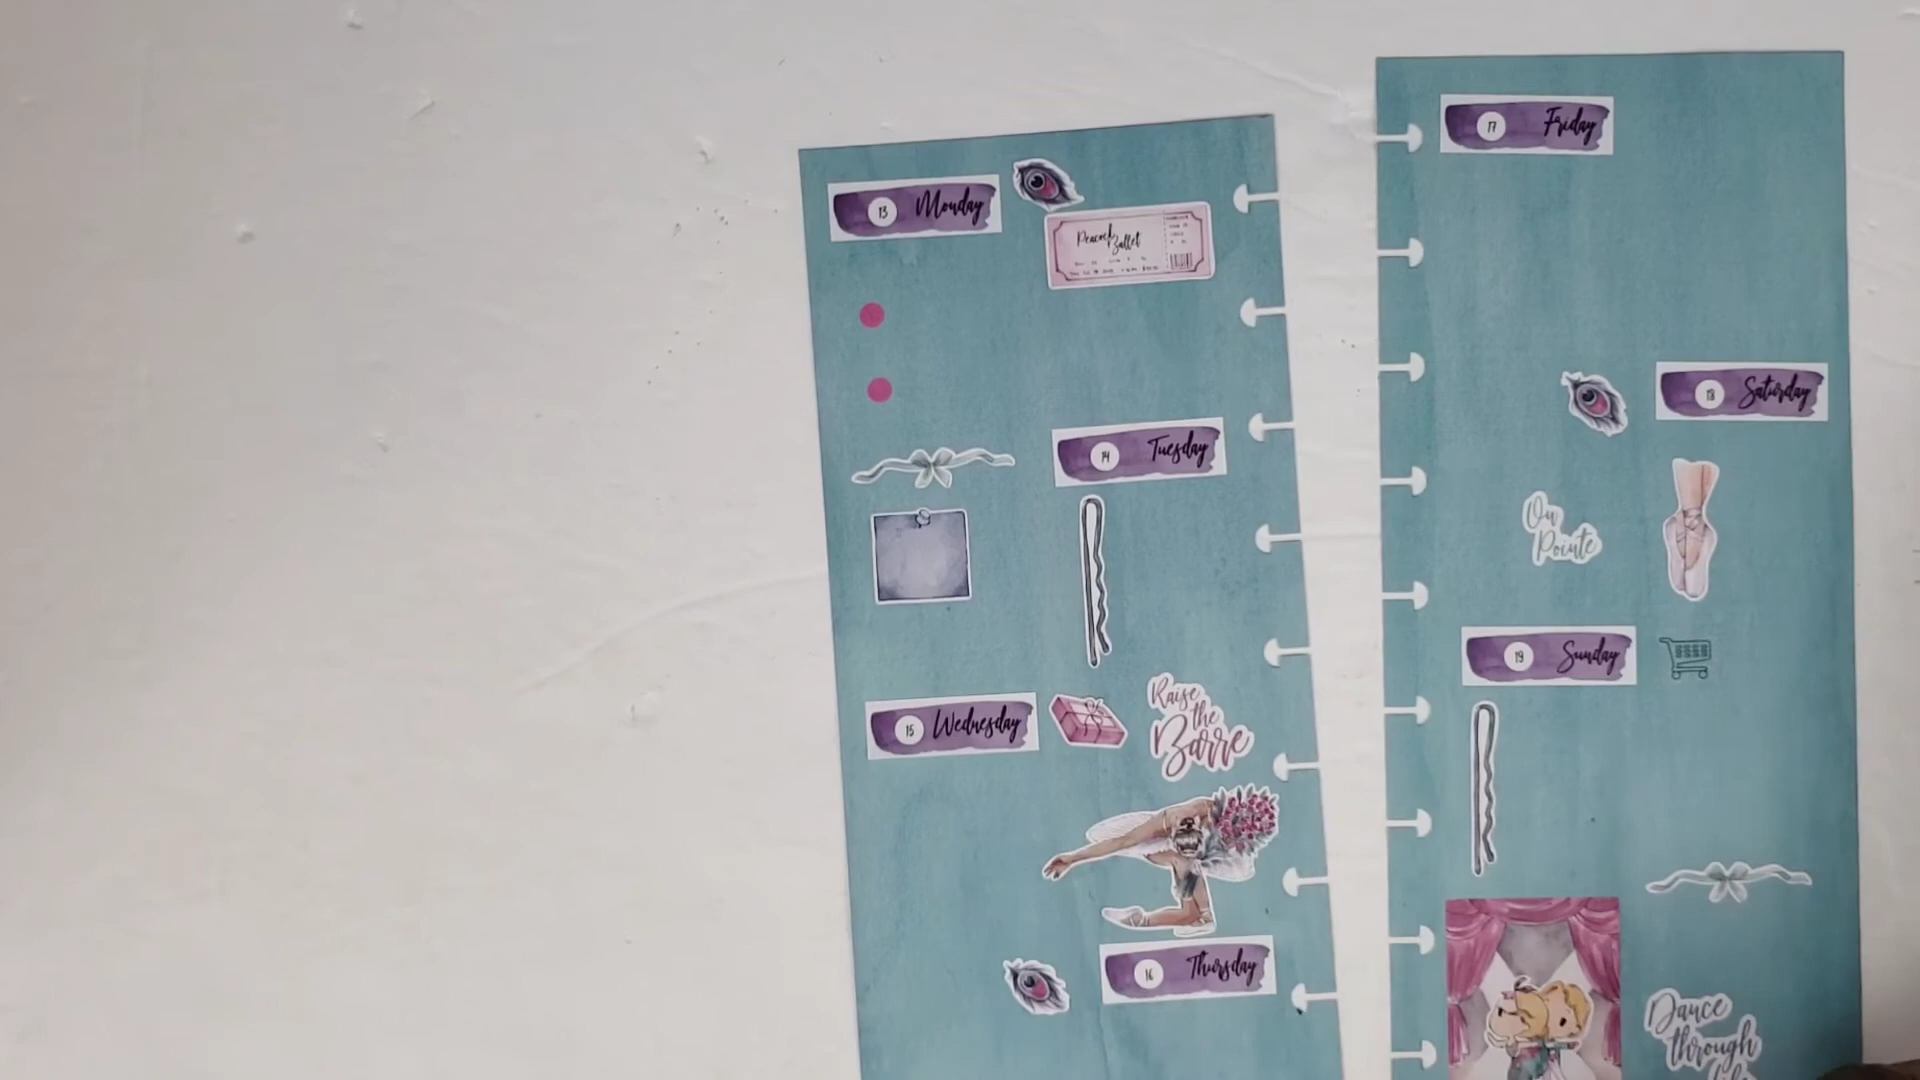 13 Monday
Peacock
Ballet
14 Tuesday
15 Wednesday
Raise
the
Barre
16 Thursday
17 Friday
18 Saturday
On
Pointe
19 Sunday
Dance
through